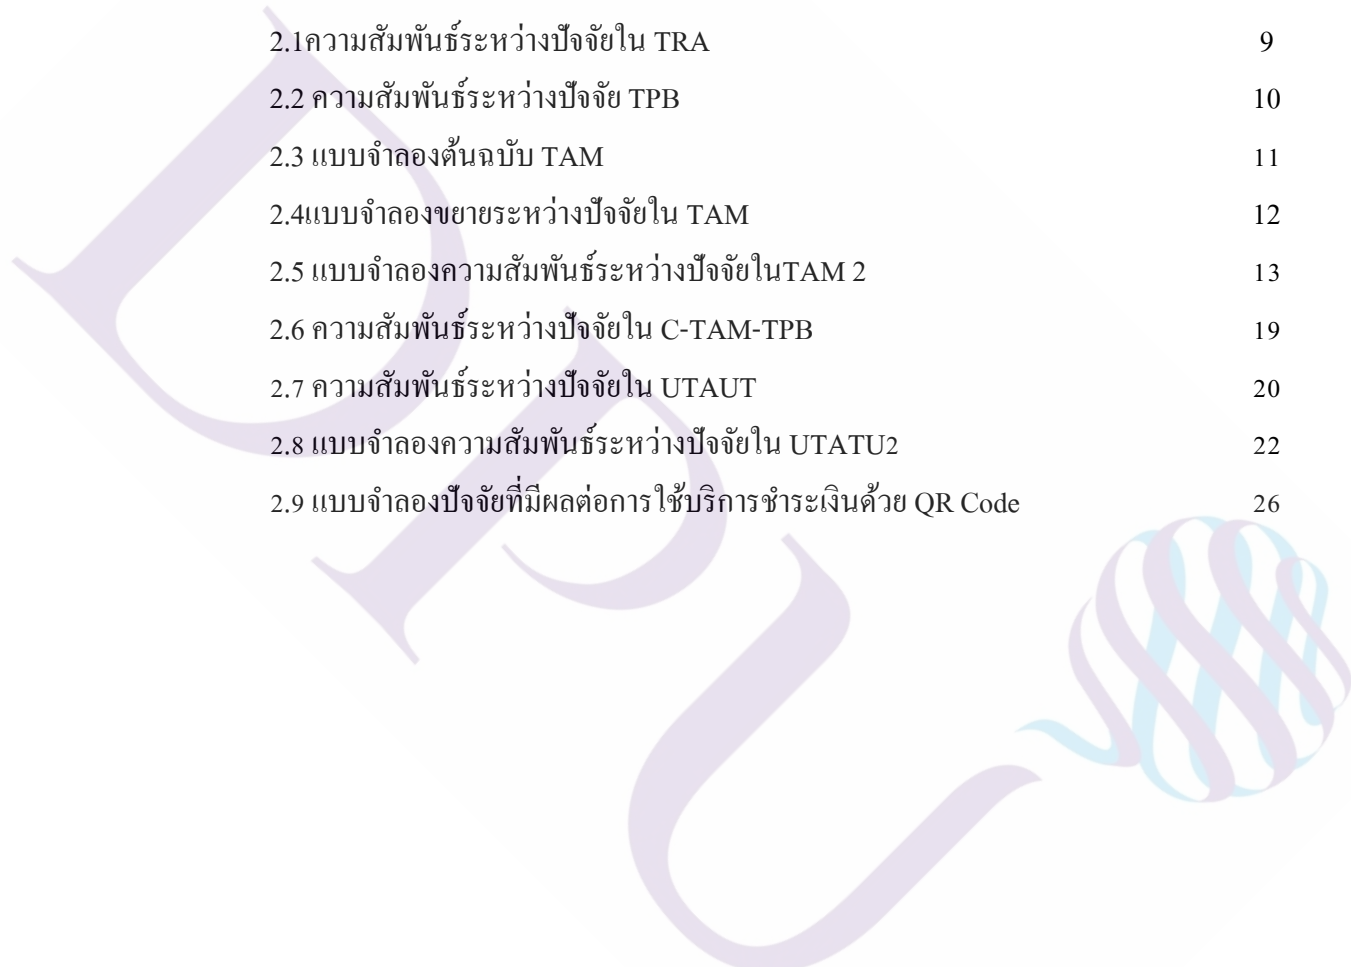 2.1ความสัมพันธ์ระหว่างปัจจัยใน TRA 9
2.2 ความสัมพันธ์ระหว่างปัจจัย TPB 10
2.3 แบบจำลองต้นฉบับ TAM 11
2.4แบบจำลองขยายระหว่างปัจจัยใน TAM 12
2.5 แบบจำลองความสัมพันธ์ระหว่างปัจจัยในTAM 2 13
2.6 ความสัมพันธ์ระหว่างปัจจัยใน C-TAM-TPB 19
2.7 ความสัมพันธ์ระหว่างปัจจัยใน UTAUT 20
2.8 แบบจำลองความสัมพันธ์ระหว่างปัจจัยใน UTATU2 22
2.9 แบบจำลองปัจจัยที่มีผลต่อการใช้บริการชำระเงินด้วย QR Code 26
DPU